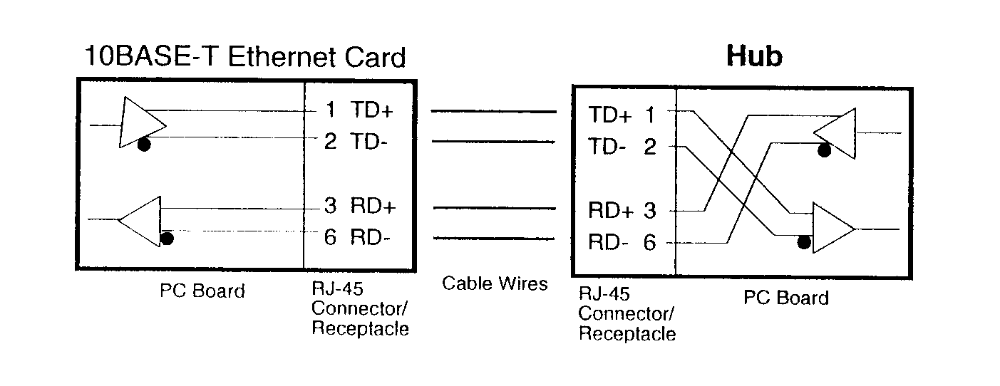 10BASE-T Ethernet Card
Hub
1 TD+
2 TD-
3 RD+
6 RD-
TD+ 1
TD- 2
RD+ 3
RD- 6
PC Board
RJ-45
Connector/
Receptacle
Cable Wires
RJ-45
Connector/
Receptacle
PC Board